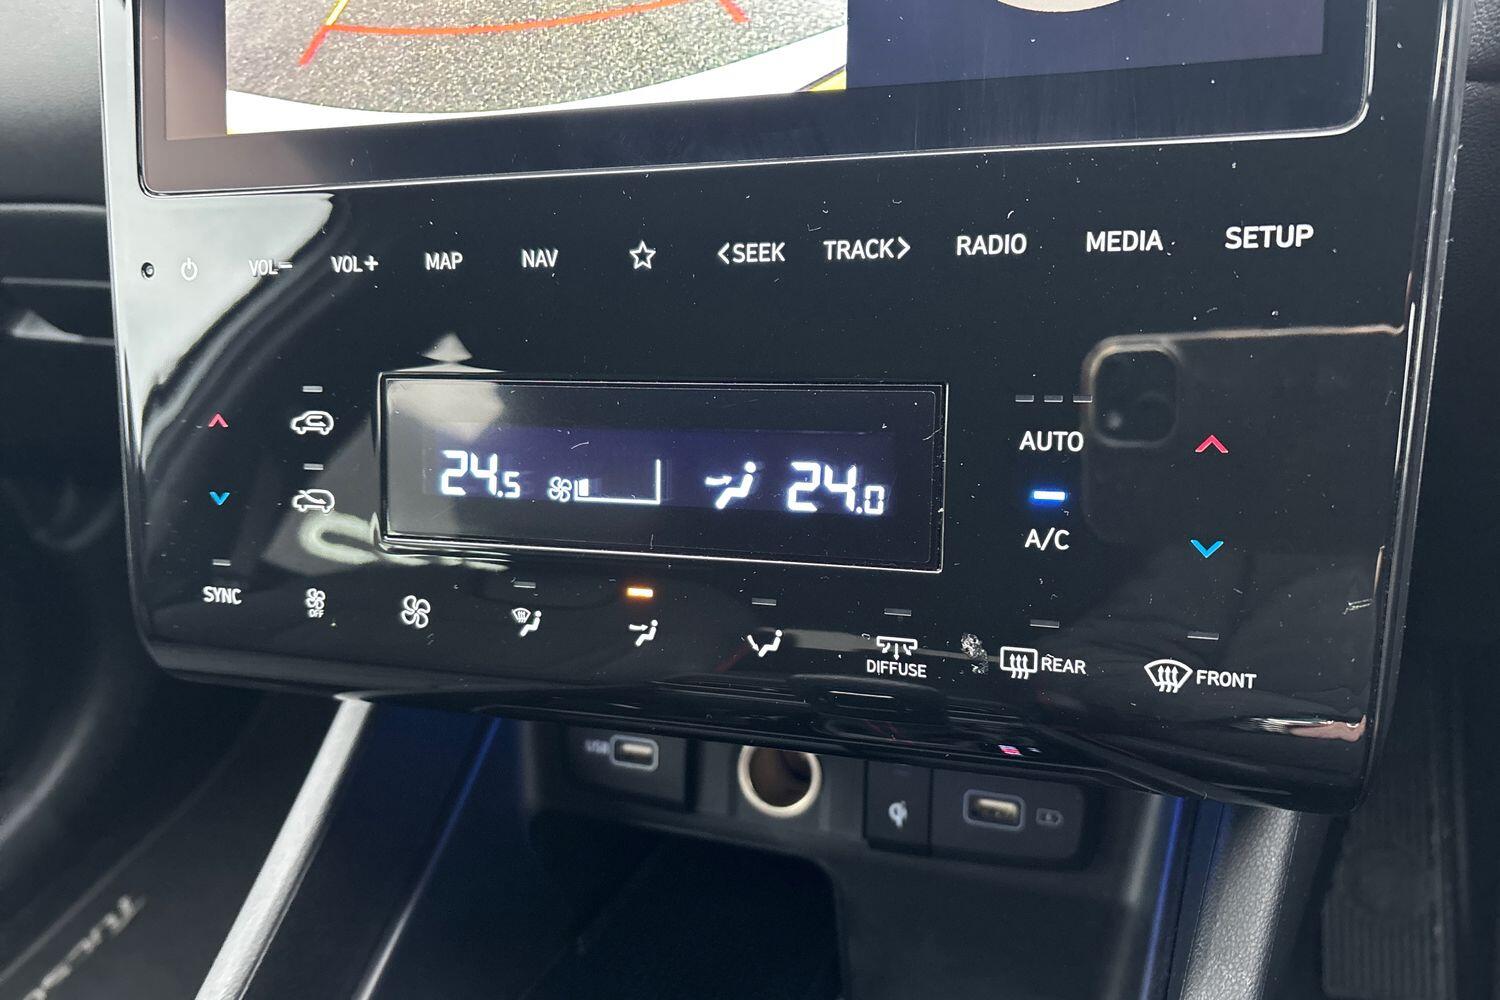 VOL- VOL+ MAP NAV <SEEK TRACK> RADIO MEDIA SETUP
24.5 24.0
AUTO
A/C
SYNC
OFF
DIFFUSE
REAR
FRONT
USB